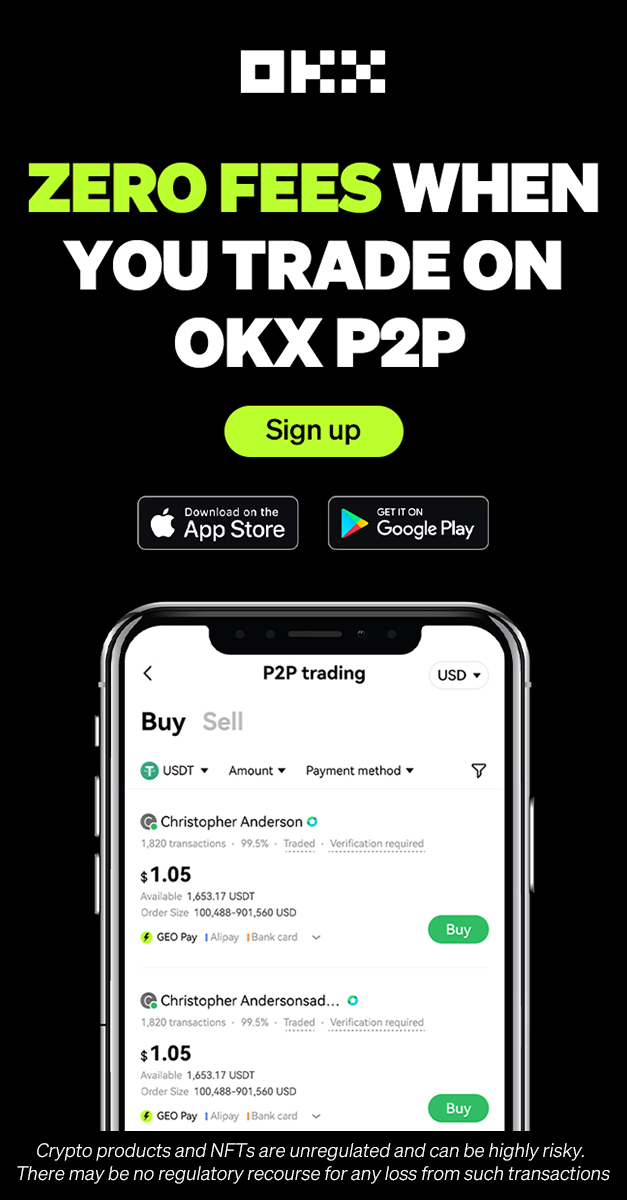 OKX
ZERO FEES WHEN
YOU TRADE ON
OKX P2P
Sign up
Download on the
App Store
GET IT ON
Google Play
P2P trading
USD
Buy Sell
USDT Amount Payment method
Christopher Anderson
1,820 transactions · 99.5% · Traded · Verification required
$1.05
Available 1,653.17 USDT
Order Size 100,488-901,560 USD
GEO Pay Alipay Bank card
Buy
Christopher Andersonsad...
1,820 transactions · 99.5% · Traded · Verification required
$1.05
Available 1,653.17 USDT
Order Size 100,488-901,560 USD
GEO Pay Alipay Bank card
Buy
Crypto products and NFTs are unregulated and can be highly risky.
There may be no regulatory recourse for any loss from such transactions